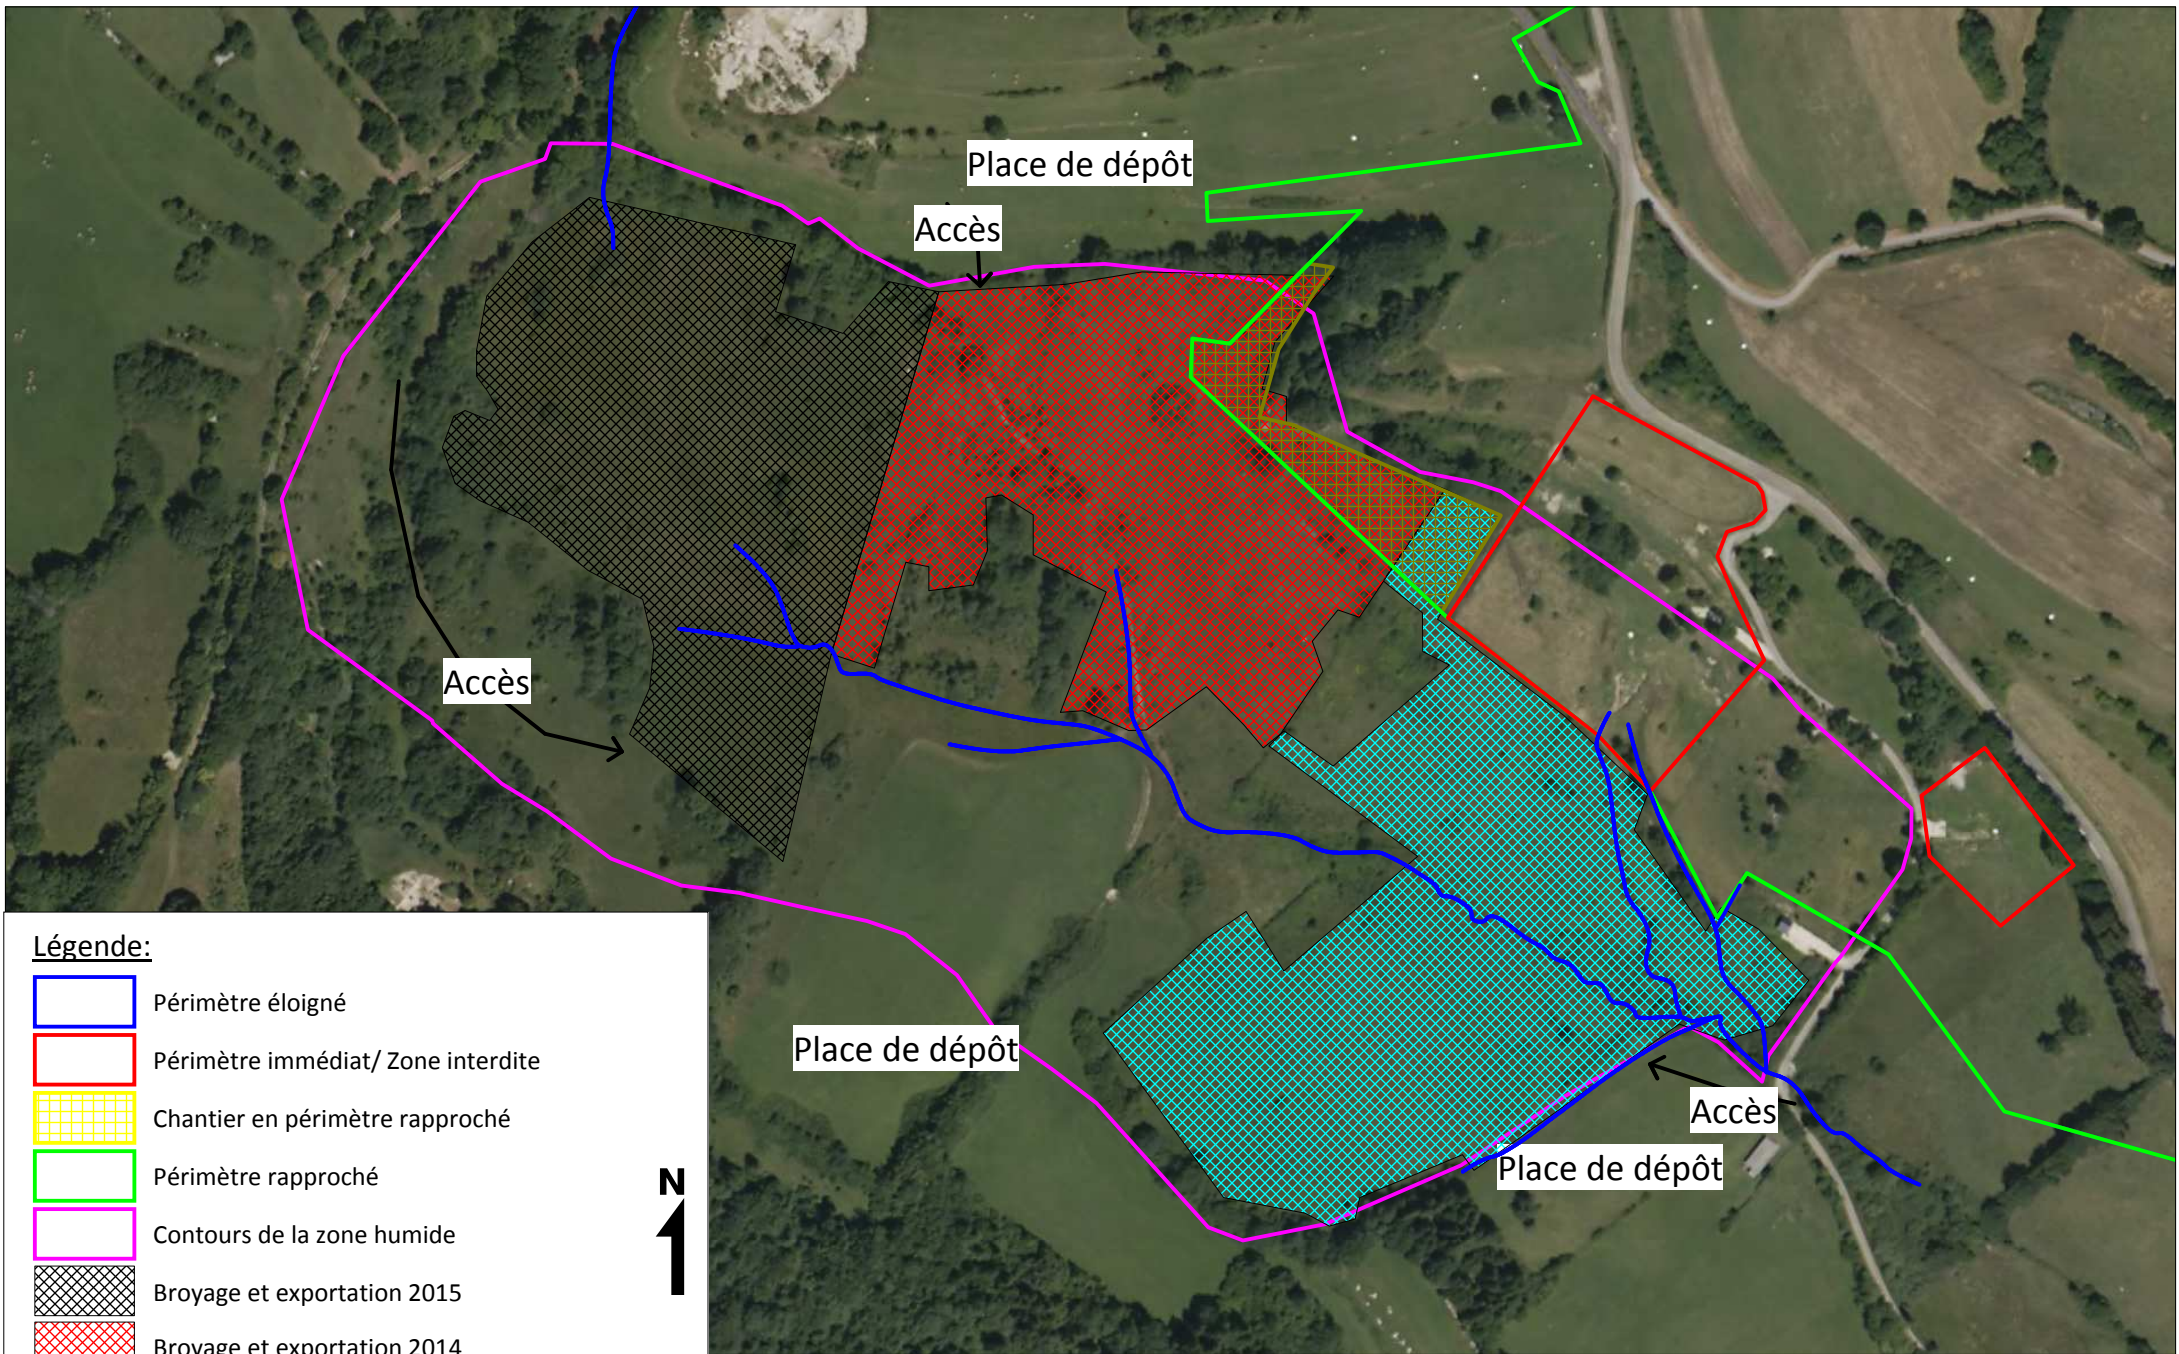 Place de dépôt
Accès
Accès
Place de dépôt
Accès
Place de dépôt
Légende:
Périmètre éloigné
Périmètre immédiat/ Zone interdite
Chantier en périmètre rapproché
Périmètre rapproché
Contours de la zone humide
Broyage et exportation 2015
Broyage et exportation 2014
N